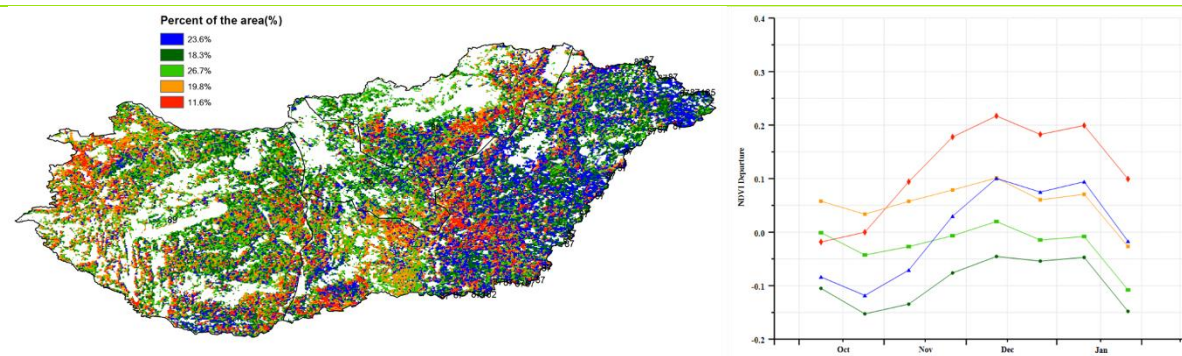 Percent of the area(%)
23.6%
18.3%
26.7%
19.8%
11.6%
NDVI Departure
0.4
0.3
0.2
0.1
0.0
-0.1
-0.2
Oct
Nov
Dec
Jan